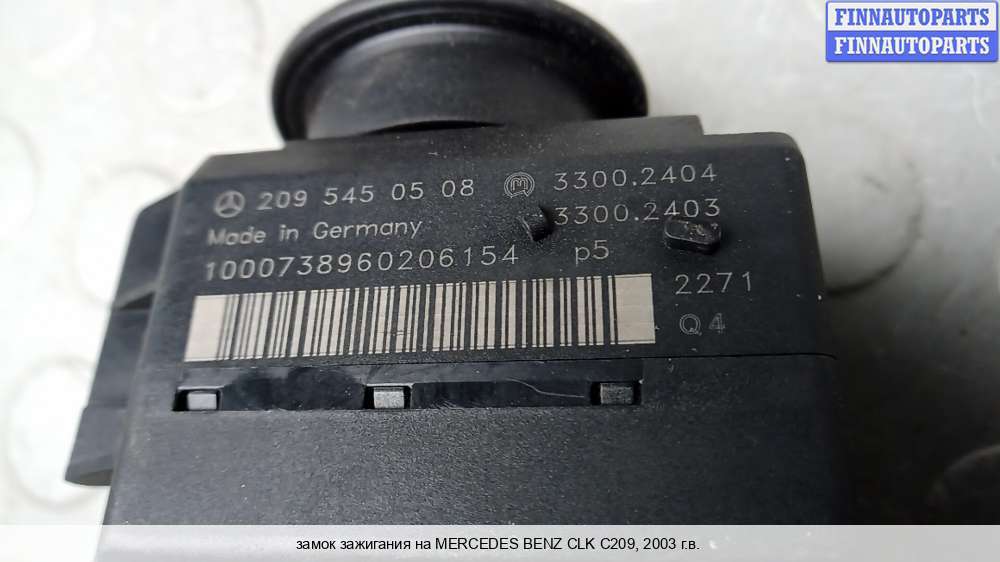 FINNAUTOPARTS
FINNAUTOPARTS
209 545 05 08
M 3300.2404
Made in Germany
3300.2403
1000738960206154 p5
2271
Q4
замок зажигания на MERCEDES BENZ CLK C209, 2003 г.в.